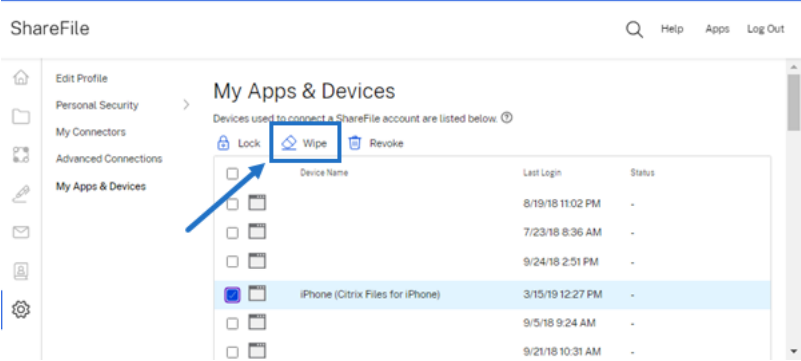 ShareFile
Help Apps Log Out
Edit Profile
Personal Security
My Connectors
Advanced Connections
My Apps & Devices
My Apps & Devices
Devices used to connect a ShareFile account are listed below.
Lock Wipe Revoke
Device Name Last Login Status
8/19/18 11:02 PM -
7/23/18 8:36 AM -
9/24/18 2:51 PM -
iPhone (Citrix Files for iPhone) 3/15/19 12:27 PM -
9/5/18 9:24 AM -
9/21/18 10:31 AM -